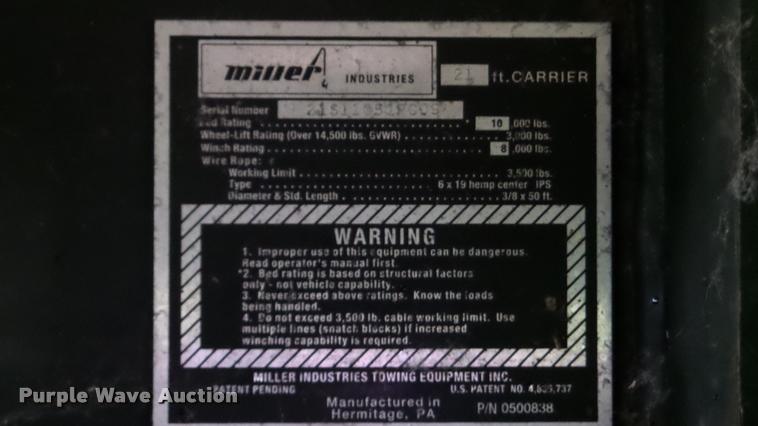 miller INDUSTRIES 21 ft. CARRIER
Serial Number
Bed Rating 10 ,000 lbs.
Wheel-Lift Rating (Over 14,500 lbs. GVWR) 3,000 lbs.
Winch Rating 8 ,000 lbs.
Wire Rope:
Working Limit 3,500 lbs.
Type 6 x 19 hemp center IPS
Diameter & Std. Length 3/8 x 50 ft.
WARNING
1. Improper use of this equipment can be dangerous.
Read operator's manual first.
*2. Bed rating is based on structural factors
only - not vehicle capability.
3. Never exceed above ratings. Know the loads
being handled.
4. Do not exceed 3,500 lb. cable working limit. Use
multiple lines (snatch blocks) if increased
winching capability is required.
MILLER INDUSTRIES TOWING EQUIPMENT INC.
PATENT PENDING U.S. PATENT NO.
Manufactured in
Hermitage, PA P/N 0500838
Purple Wave Auction